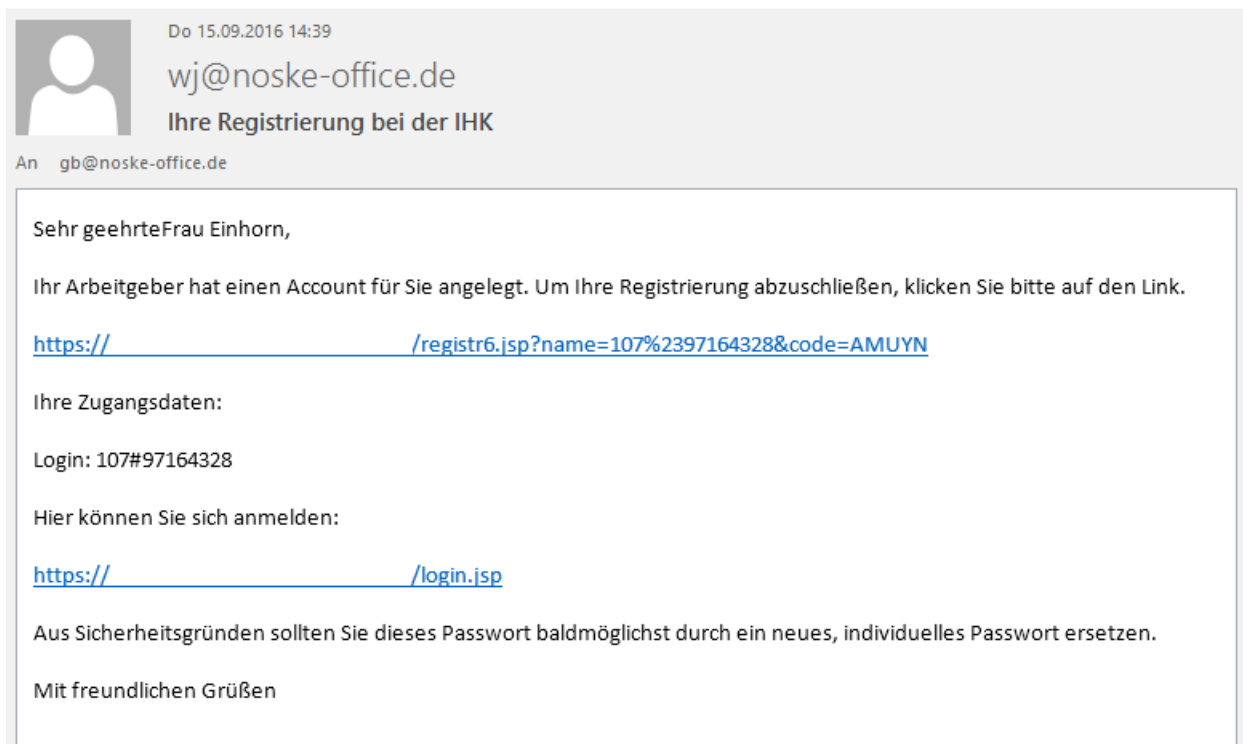 Do 15.09.2016 14:39
wj@noske-office.de
Ihre Registrierung bei der IHK
An gb@noske-office.de
Sehr geehrteFrau Einhorn,
Ihr Arbeitgeber hat einen Account für Sie angelegt. Um Ihre Registrierung abzuschließen, klicken Sie bitte auf den Link.
https:// /registr6.jsp?name=107%2397164328&code=AMUYN
Ihre Zugangsdaten:
Login: 107#97164328
Hier können Sie sich anmelden:
https:// /login.jsp
Aus Sicherheitsgründen sollten Sie dieses Passwort baldmöglichst durch ein neues, individuelles Passwort ersetzen.
Mit freundlichen Grüßen